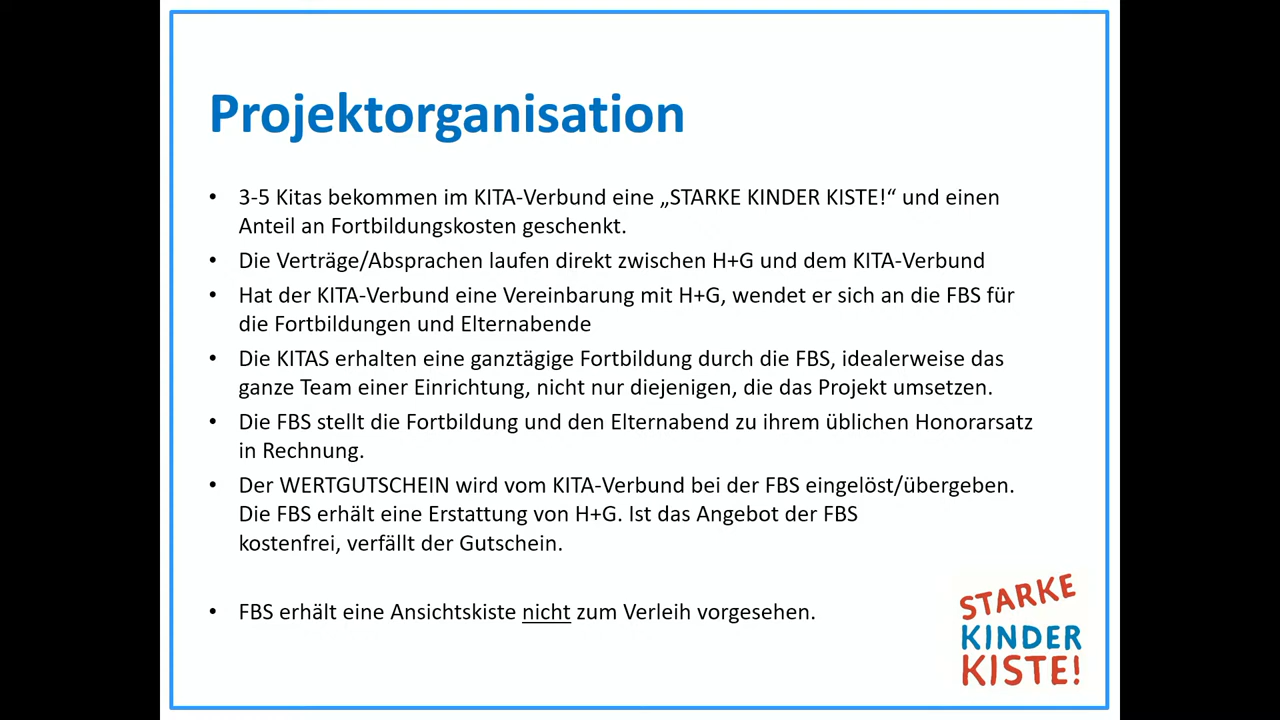 Projektorganisation
• 3-5 Kitas bekommen im KITA-Verbund eine „STARKE KINDER KISTE!“ und einen
Anteil an Fortbildungskosten geschenkt.
• Die Verträge/Absprachen laufen direkt zwischen H+G und dem KITA-Verbund
• Hat der KITA-Verbund eine Vereinbarung mit H+G, wendet er sich an die FBS für
die Fortbildungen und Elternabende
• Die KITAS erhalten eine ganztägige Fortbildung durch die FBS, idealerweise das
ganze Team einer Einrichtung, nicht nur diejenigen, die das Projekt umsetzen.
• Die FBS stellt die Fortbildung und den Elternabend zu ihrem üblichen Honorarsatz
in Rechnung.
• Der WERTGUTSCHEIN wird vom KITA-Verbund bei der FBS eingelöst/übergeben.
Die FBS erhält eine Erstattung von H+G. Ist das Angebot der FBS
kostenfrei, verfällt der Gutschein.
• FBS erhält eine Ansichtskiste nicht zum Verleih vorgesehen.
STARKE
KINDER
KISTE!